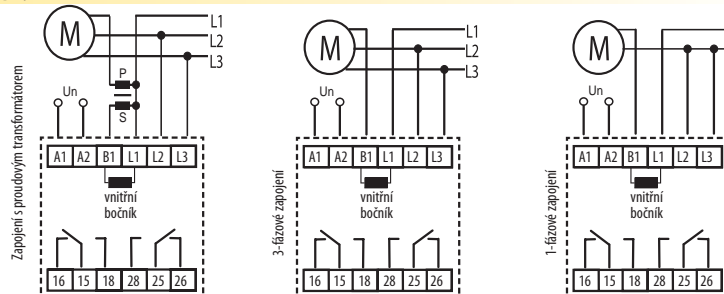 Zapojení s proudovým transformátorem
M
L1
L2
L3
P
S
Un
A1 A2 B1 L1 L2 L3
vnitřní
bočník
16 15 18 28 25 26
3-fázové zapojení
M
L1
L2
L3
Un
A1 A2 B1 L1 L2 L3
vnitřní
bočník
16 15 18 28 25 26
1-fázové zapojení
M
Un
A1 A2 B1 L1 L2 L3
vnitřní
bočník
16 15 18 28 25 26